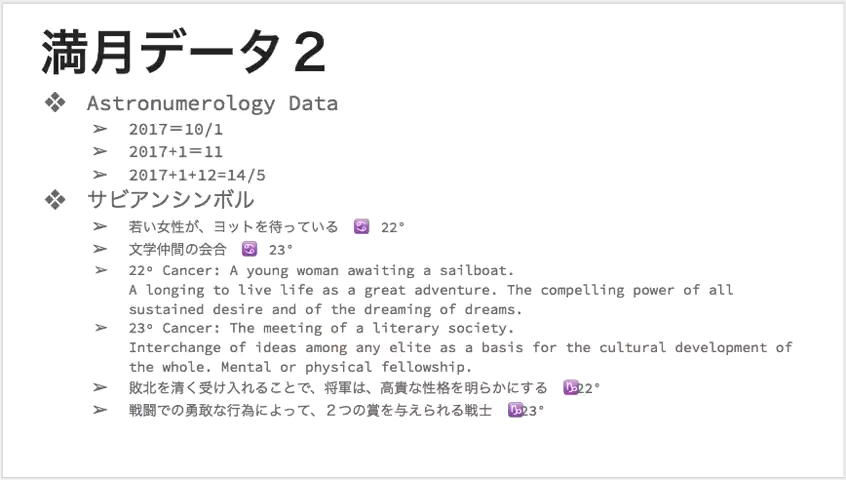 満月データ２
❖ Astronumerology Data
➢ 2017＝10/1
➢ 2017+1＝11
➢ 2017+1+12=14/5
❖ サビアンシンボル
➢ 若い女性が、ヨットを待っている ♋ 22°
➢ 文学仲間の会合 ♋ 23°
➢ 22º Cancer: A young woman awaiting a sailboat.
A longing to live life as a great adventure. The compelling power of all
sustained desire and of the dreaming of dreams.
➢ 23º Cancer: The meeting of a literary society.
Interchange of ideas among any elite as a basis for the cultural development of
the whole. Mental or physical fellowship.
➢ 敗北を清く受け入れることで、将軍は、高貴な性格を明らかにする ♑22°
➢ 戦闘での勇敢な行為によって、２つの賞を与えられる戦士 ♑23°